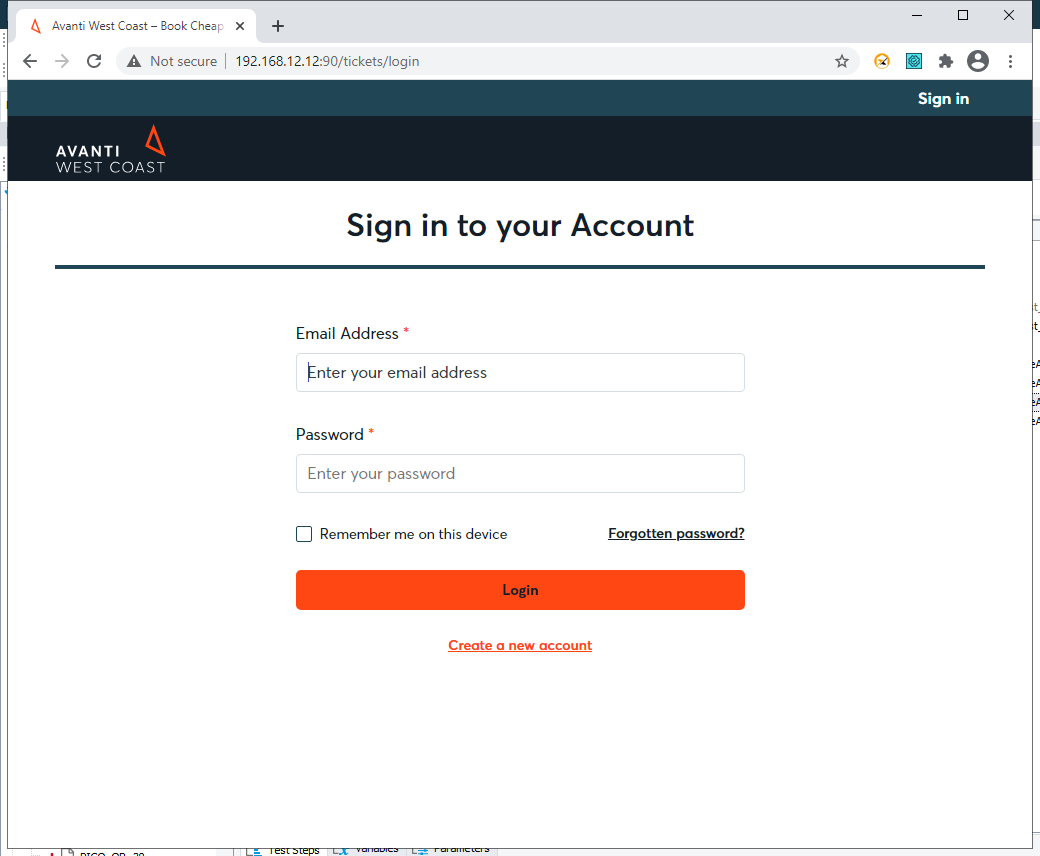 Avanti West Coast – Book Cheap
Not secure
192.168.12.12:90/tickets/login
Sign in
AVANTI
WEST COAST
Sign in to your Account
Email Address *
Enter your email address
Password *
Enter your password
Remember me on this device
Forgotten password?
Login
Create a new account
Test Steps
Variables
Parameters